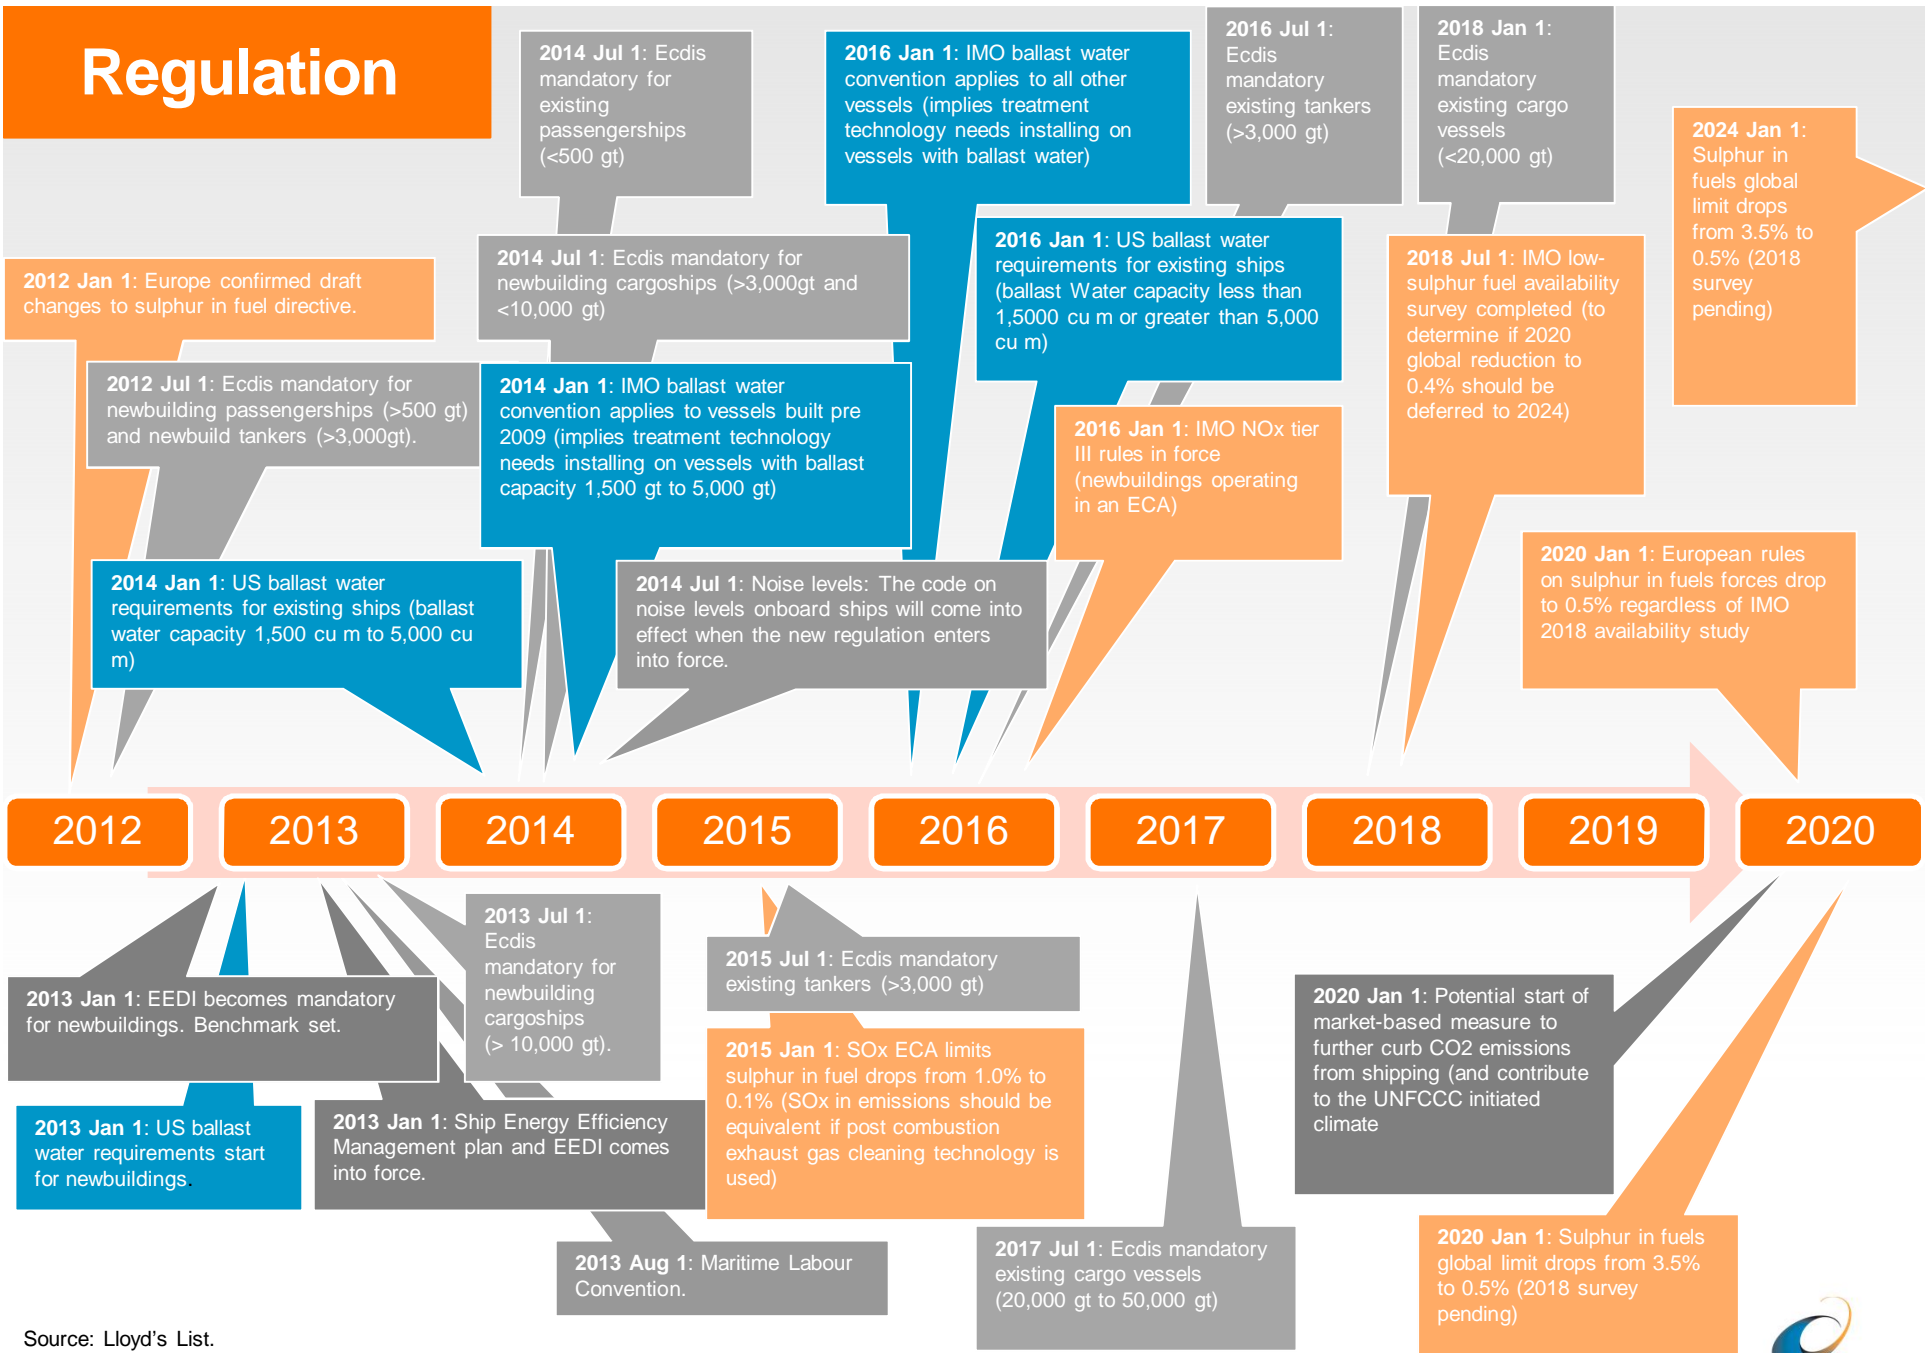 Regulation
2014 Jul 1: Ecdis
mandatory for
existing
passengerships
(<500 gt)
2016 Jan 1: IMO ballast water
convention applies to all other
vessels (implies treatment
technology needs installing on
vessels with ballast water)
2016 Jul 1:
Ecdis
mandatory
existing tankers
(>3,000 gt)
2018 Jan 1:
Ecdis
mandatory
existing cargo
vessels
(<20,000 gt)
2024 Jan 1:
Sulphur in
fuels global
limit drops
from 3.5% to
0.5% (2018
survey
pending)
2012 Jan 1: Europe confirmed draft
changes to sulphur in fuel directive.
2014 Jul 1: Ecdis mandatory for
newbuilding cargoships (>3,000gt and
<10,000 gt)
2016 Jan 1: US ballast water
requirements for existing ships
(ballast Water capacity less than
1,5000 cu m or greater than 5,000
cu m)
2018 Jul 1: IMO low-
sulphur fuel availability
survey completed (to
determine if 2020
global reduction to
0.4% should be
deferred to 2024)
2012 Jul 1: Ecdis mandatory for
newbuilding passengerships (>500 gt)
and newbuild tankers (>3,000gt).
2014 Jan 1: IMO ballast water
convention applies to vessels built pre
2009 (implies treatment technology
needs installing on vessels with ballast
capacity 1,500 gt to 5,000 gt)
2016 Jan 1: IMO NOx tier
III rules in force
(newbuildings operating
in an ECA)
2014 Jan 1: US ballast water
requirements for existing ships (ballast
water capacity 1,500 cu m to 5,000 cu
m)
2014 Jul 1: Noise levels: The code on
noise levels onboard ships will come into
effect when the new regulation enters
into force.
2020 Jan 1: European rules
on sulphur in fuels forces drop
to 0.5% regardless of IMO
2018 availability study
2012
2013
2014
2015
2016
2017
2018
2019
2020
2013 Jan 1: EEDI becomes mandatory
for newbuildings. Benchmark set.
2013 Jul 1:
Ecdis
mandatory for
newbuilding
cargoships
(> 10,000 gt).
2015 Jul 1: Ecdis mandatory
existing tankers (>3,000 gt)
2020 Jan 1: Potential start of
market-based measure to
further curb CO2 emissions
from shipping (and contribute
to the UNFCCC initiated
climate
2013 Jan 1: US ballast
water requirements start
for newbuildings.
2013 Jan 1: Ship Energy Efficiency
Management plan and EEDI comes
into force.
2015 Jan 1: SOx ECA limits
sulphur in fuel drops from 1.0% to
0.1% (SOx in emissions should be
equivalent if post combustion
exhaust gas cleaning technology is
used)
2013 Aug 1: Maritime Labour
Convention.
2017 Jul 1: Ecdis mandatory
existing cargo vessels
(20,000 gt to 50,000 gt)
2020 Jan 1: Sulphur in fuels
global limit drops from 3.5%
to 0.5% (2018 survey
pending)
Source: Lloyd’s List.